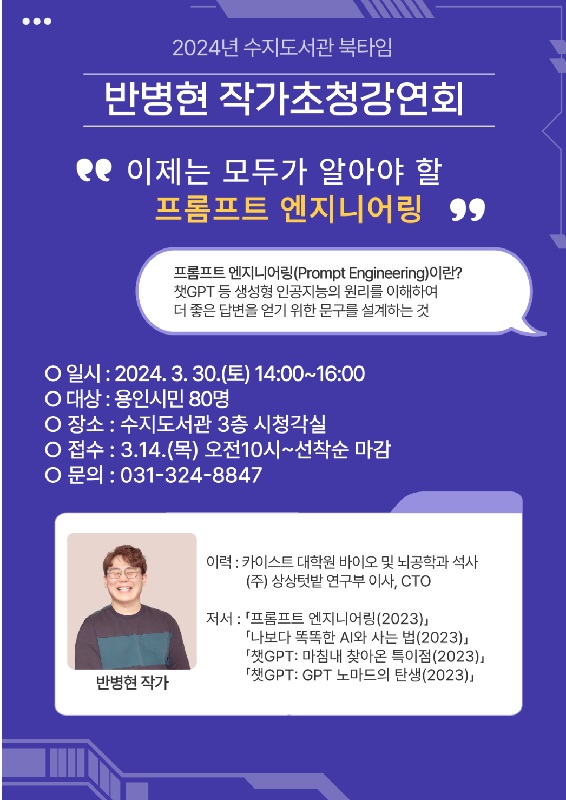 2024년 수지도서관 북타임
반병현 작가초청강연회
“ 이제는 모두가 알아야 할
프롬프트 엔지니어링 ”
프롬프트 엔지니어링(Prompt Engineering)이란?
챗GPT 등 생성형 인공지능의 원리를 이해하여
더 좋은 답변을 얻기 위한 문구를 설계하는 것
○ 일시 : 2024. 3. 30.(토) 14:00~16:00
○ 대상 : 용인시민 80명
○ 장소 : 수지도서관 3층 시청각실
○ 접수 : 3.14.(목) 오전10시~선착순 마감
○ 문의 : 031-324-8847
이력 : 카이스트 대학원 바이오 및 뇌공학과 석사
(주) 상상텃밭 연구부 이사, CTO
저서 : 「프롬프트 엔지니어링(2023)」
「나보다 똑똑한 AI와 사는 법(2023)」
「챗GPT: 마침내 찾아온 특이점(2023)」
「챗GPT: GPT 노마드의 탄생(2023)」
반병현 작가